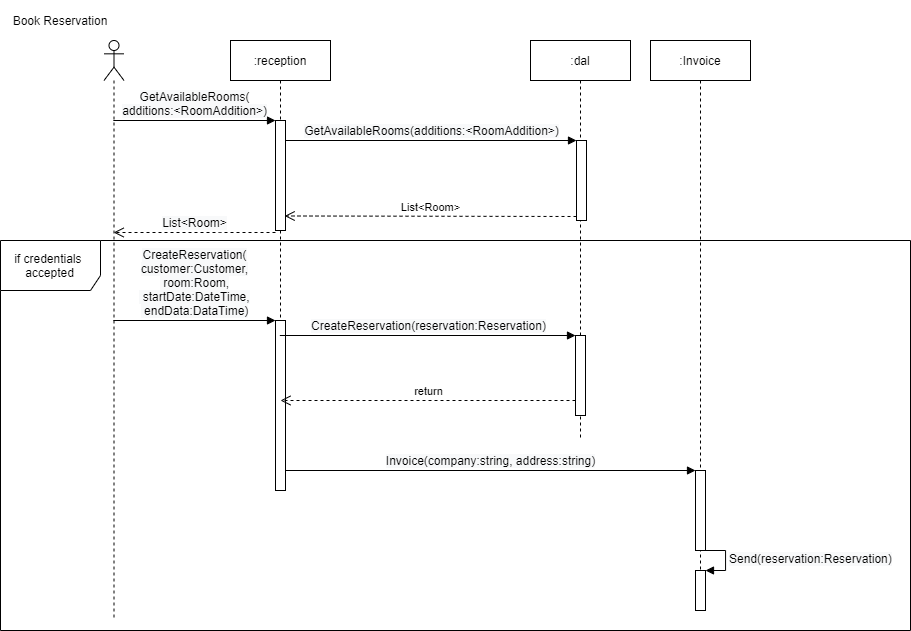 Book Reservation
:reception
:dal
:Invoice
GetAvailableRooms(
additions:<RoomAddition>)
GetAvailableRooms(additions:<RoomAddition>)
List<Room>
List<Room>
if credentials
accepted
CreateReservation(
customer:Customer,
room:Room,
startDate:DateTime,
endData:DataTime)
CreateReservation(reservation:Reservation)
return
Invoice(company:string, address:string)
Send(reservation:Reservation)